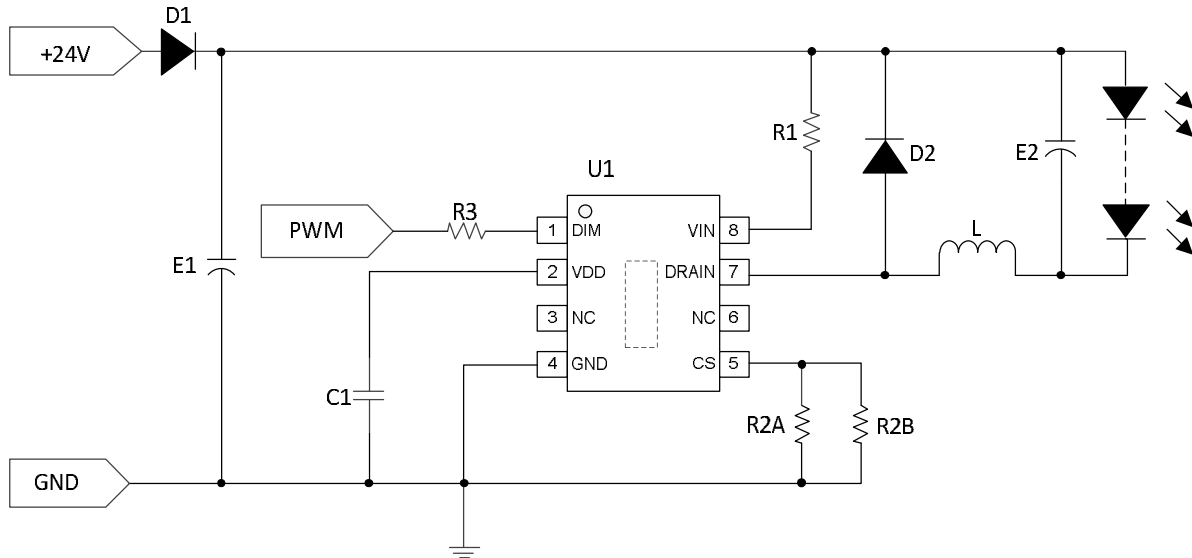 D1
+24V
R1
D2
E2
U1
PWM
R3
1
DIM
VIN
8
L
E1
2
VDD
DRAIN
7
3
NC
NC
6
4
GND
CS
5
C1
R2A
R2B
GND